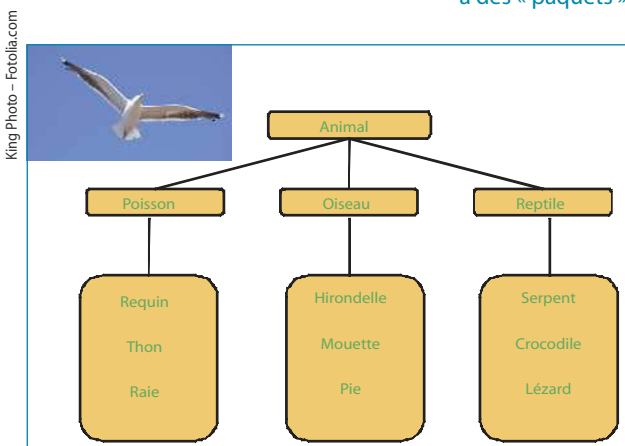 à des « paquets »
King Photo – Fotolia.com
Animal
Poisson
Oiseau
Reptile
Requin
Thon
Raie
Hirondelle
Mouette
Pie
Serpent
Crocodile
Lézard